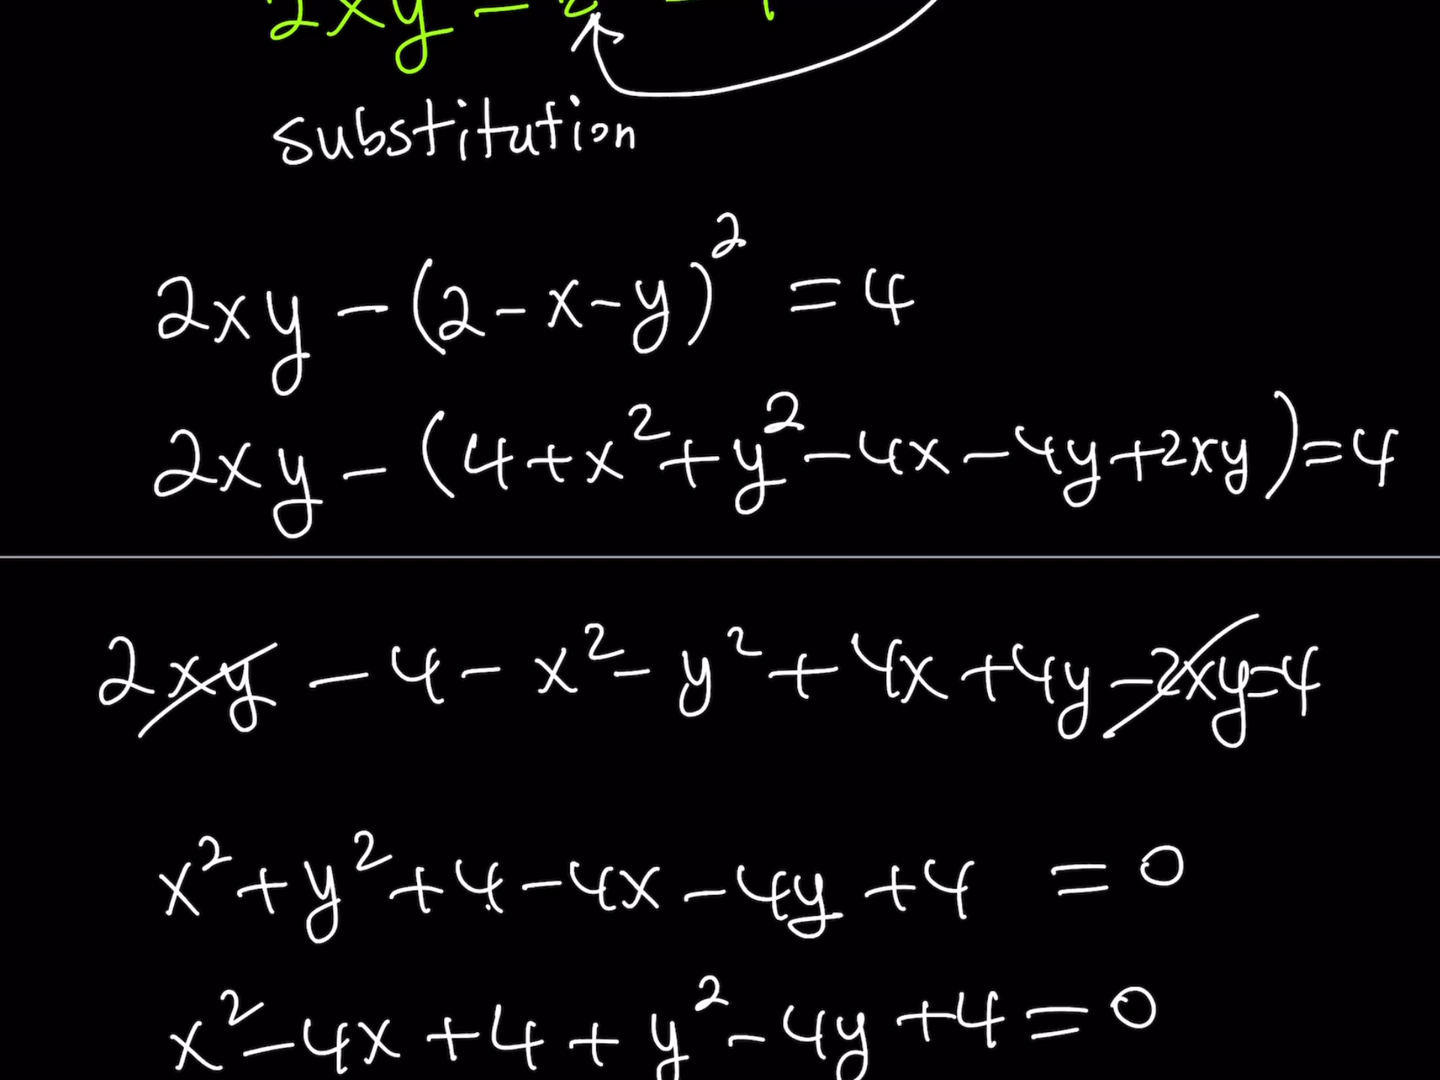 2xy - z
substitution
2xy - (2 - x - y)² = 4
2xy - (4 + x² + y² - 4x - 4y + 2xy) = 4
2xy - 4 - x² - y² + 4x + 4y - 2xy = 4
x² + y² + 4 - 4x - 4y + 4 = 0
x² - 4x + 4 + y² - 4y + 4 = 0